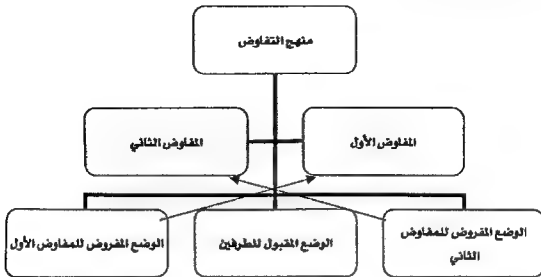 منهج التفاوض
المفاوض الأول
المفاوض الثاني
الوضع المفروض للمفاوض
الثاني
الوضع المقبول للطرفين
الوضع المفروض للمفاوض الأول